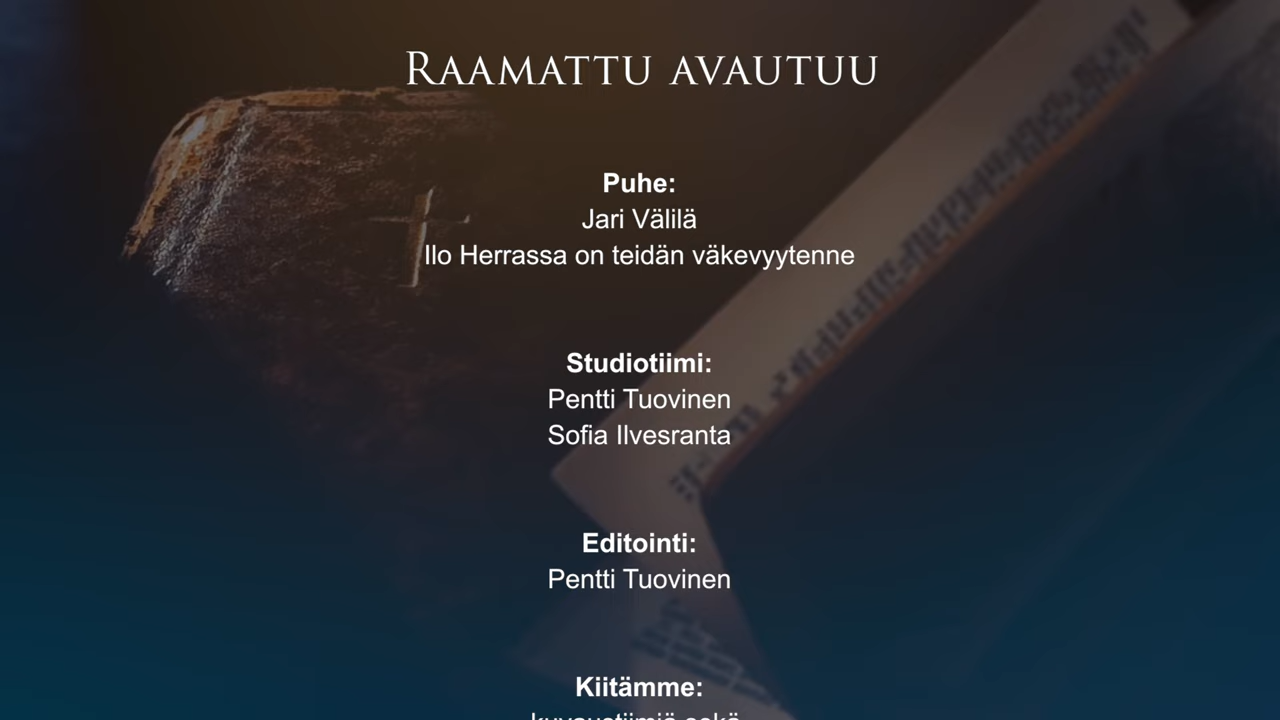 RAAMATTU AVAUTUU
Puhe:
Jari Välilä
Ilo Herrassa on teidän väkevyytenne
Studiotiimi:
Pentti Tuovinen
Sofia Ilvesranta
Editointi:
Pentti Tuovinen
Kiitämme: